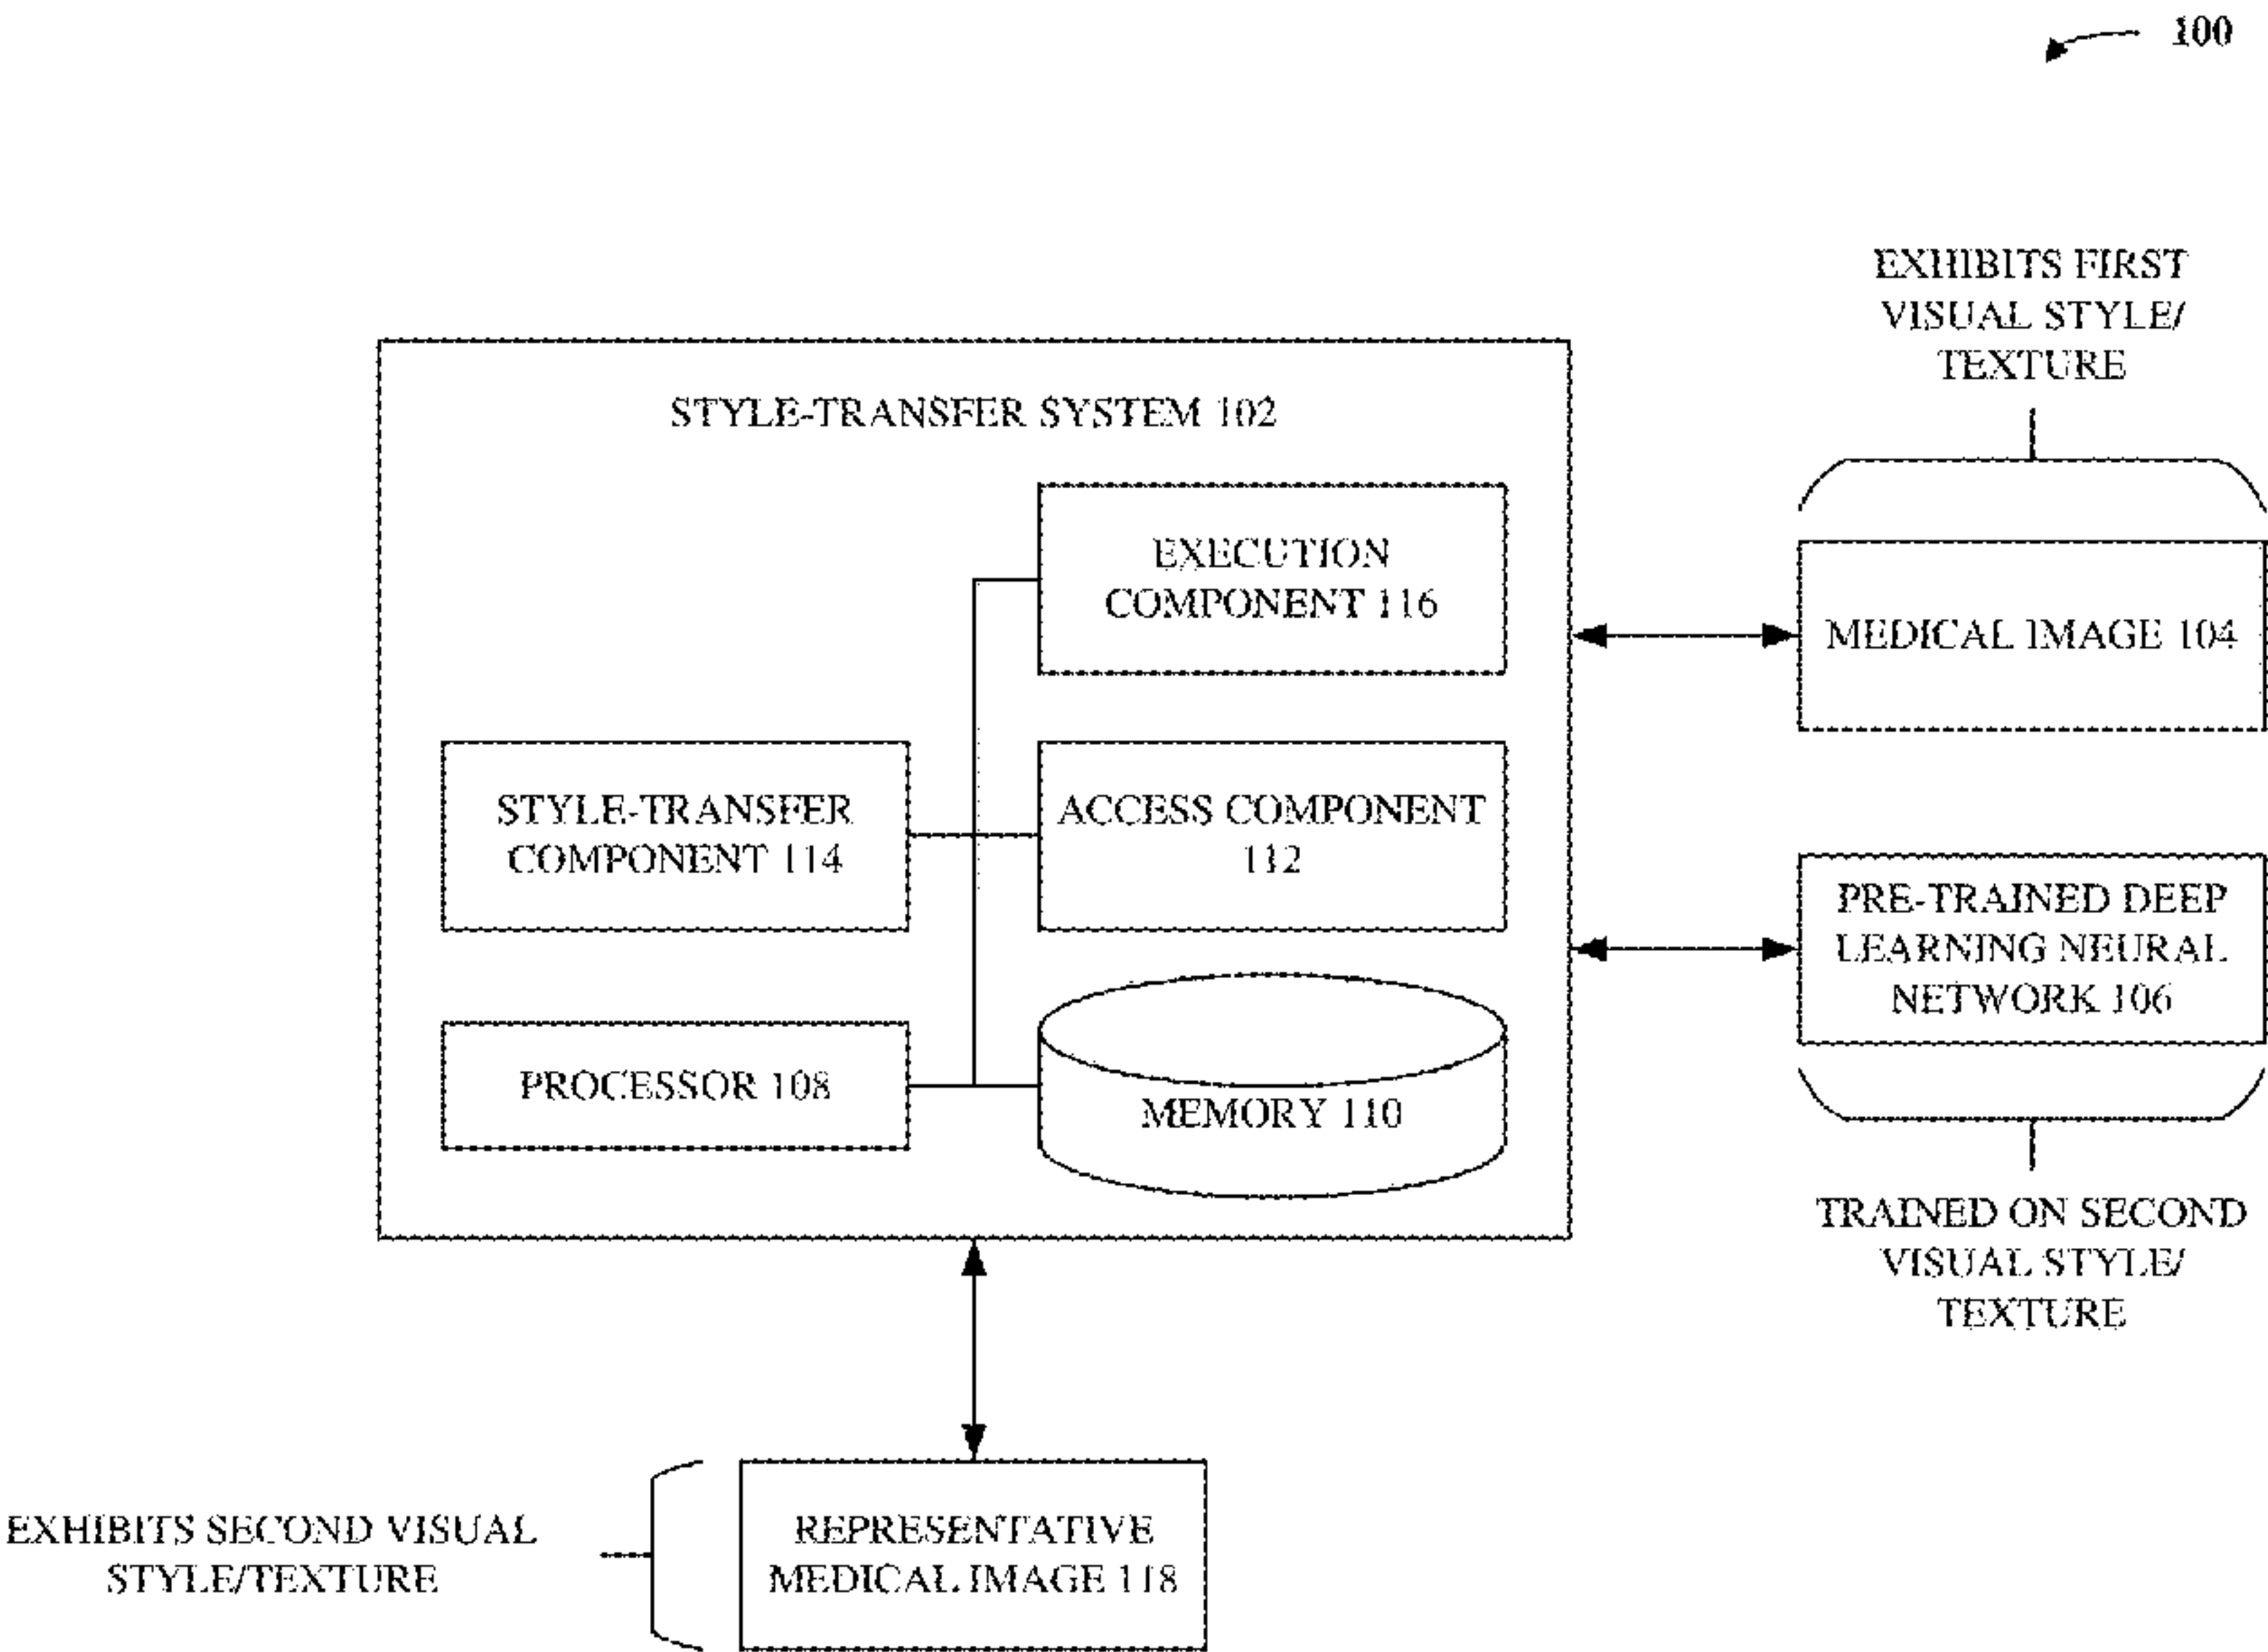 100
EXHIBITS FIRST
VISUAL STYLE/
TEXTURE
STYLE-TRANSFER SYSTEM 102
EXECUTION
COMPONENT 116
MEDICAL IMAGE 104
STYLE-TRANSFER
COMPONENT 114
ACCESS COMPONENT
112
PRE-TRAINED DEEP
LEARNING NEURAL
NETWORK 106
PROCESSOR 108
MEMORY 110
TRAINED ON SECOND
VISUAL STYLE/
TEXTURE
EXHIBITS SECOND VISUAL
STYLE/TEXTURE
REPRESENTATIVE
MEDICAL IMAGE 118